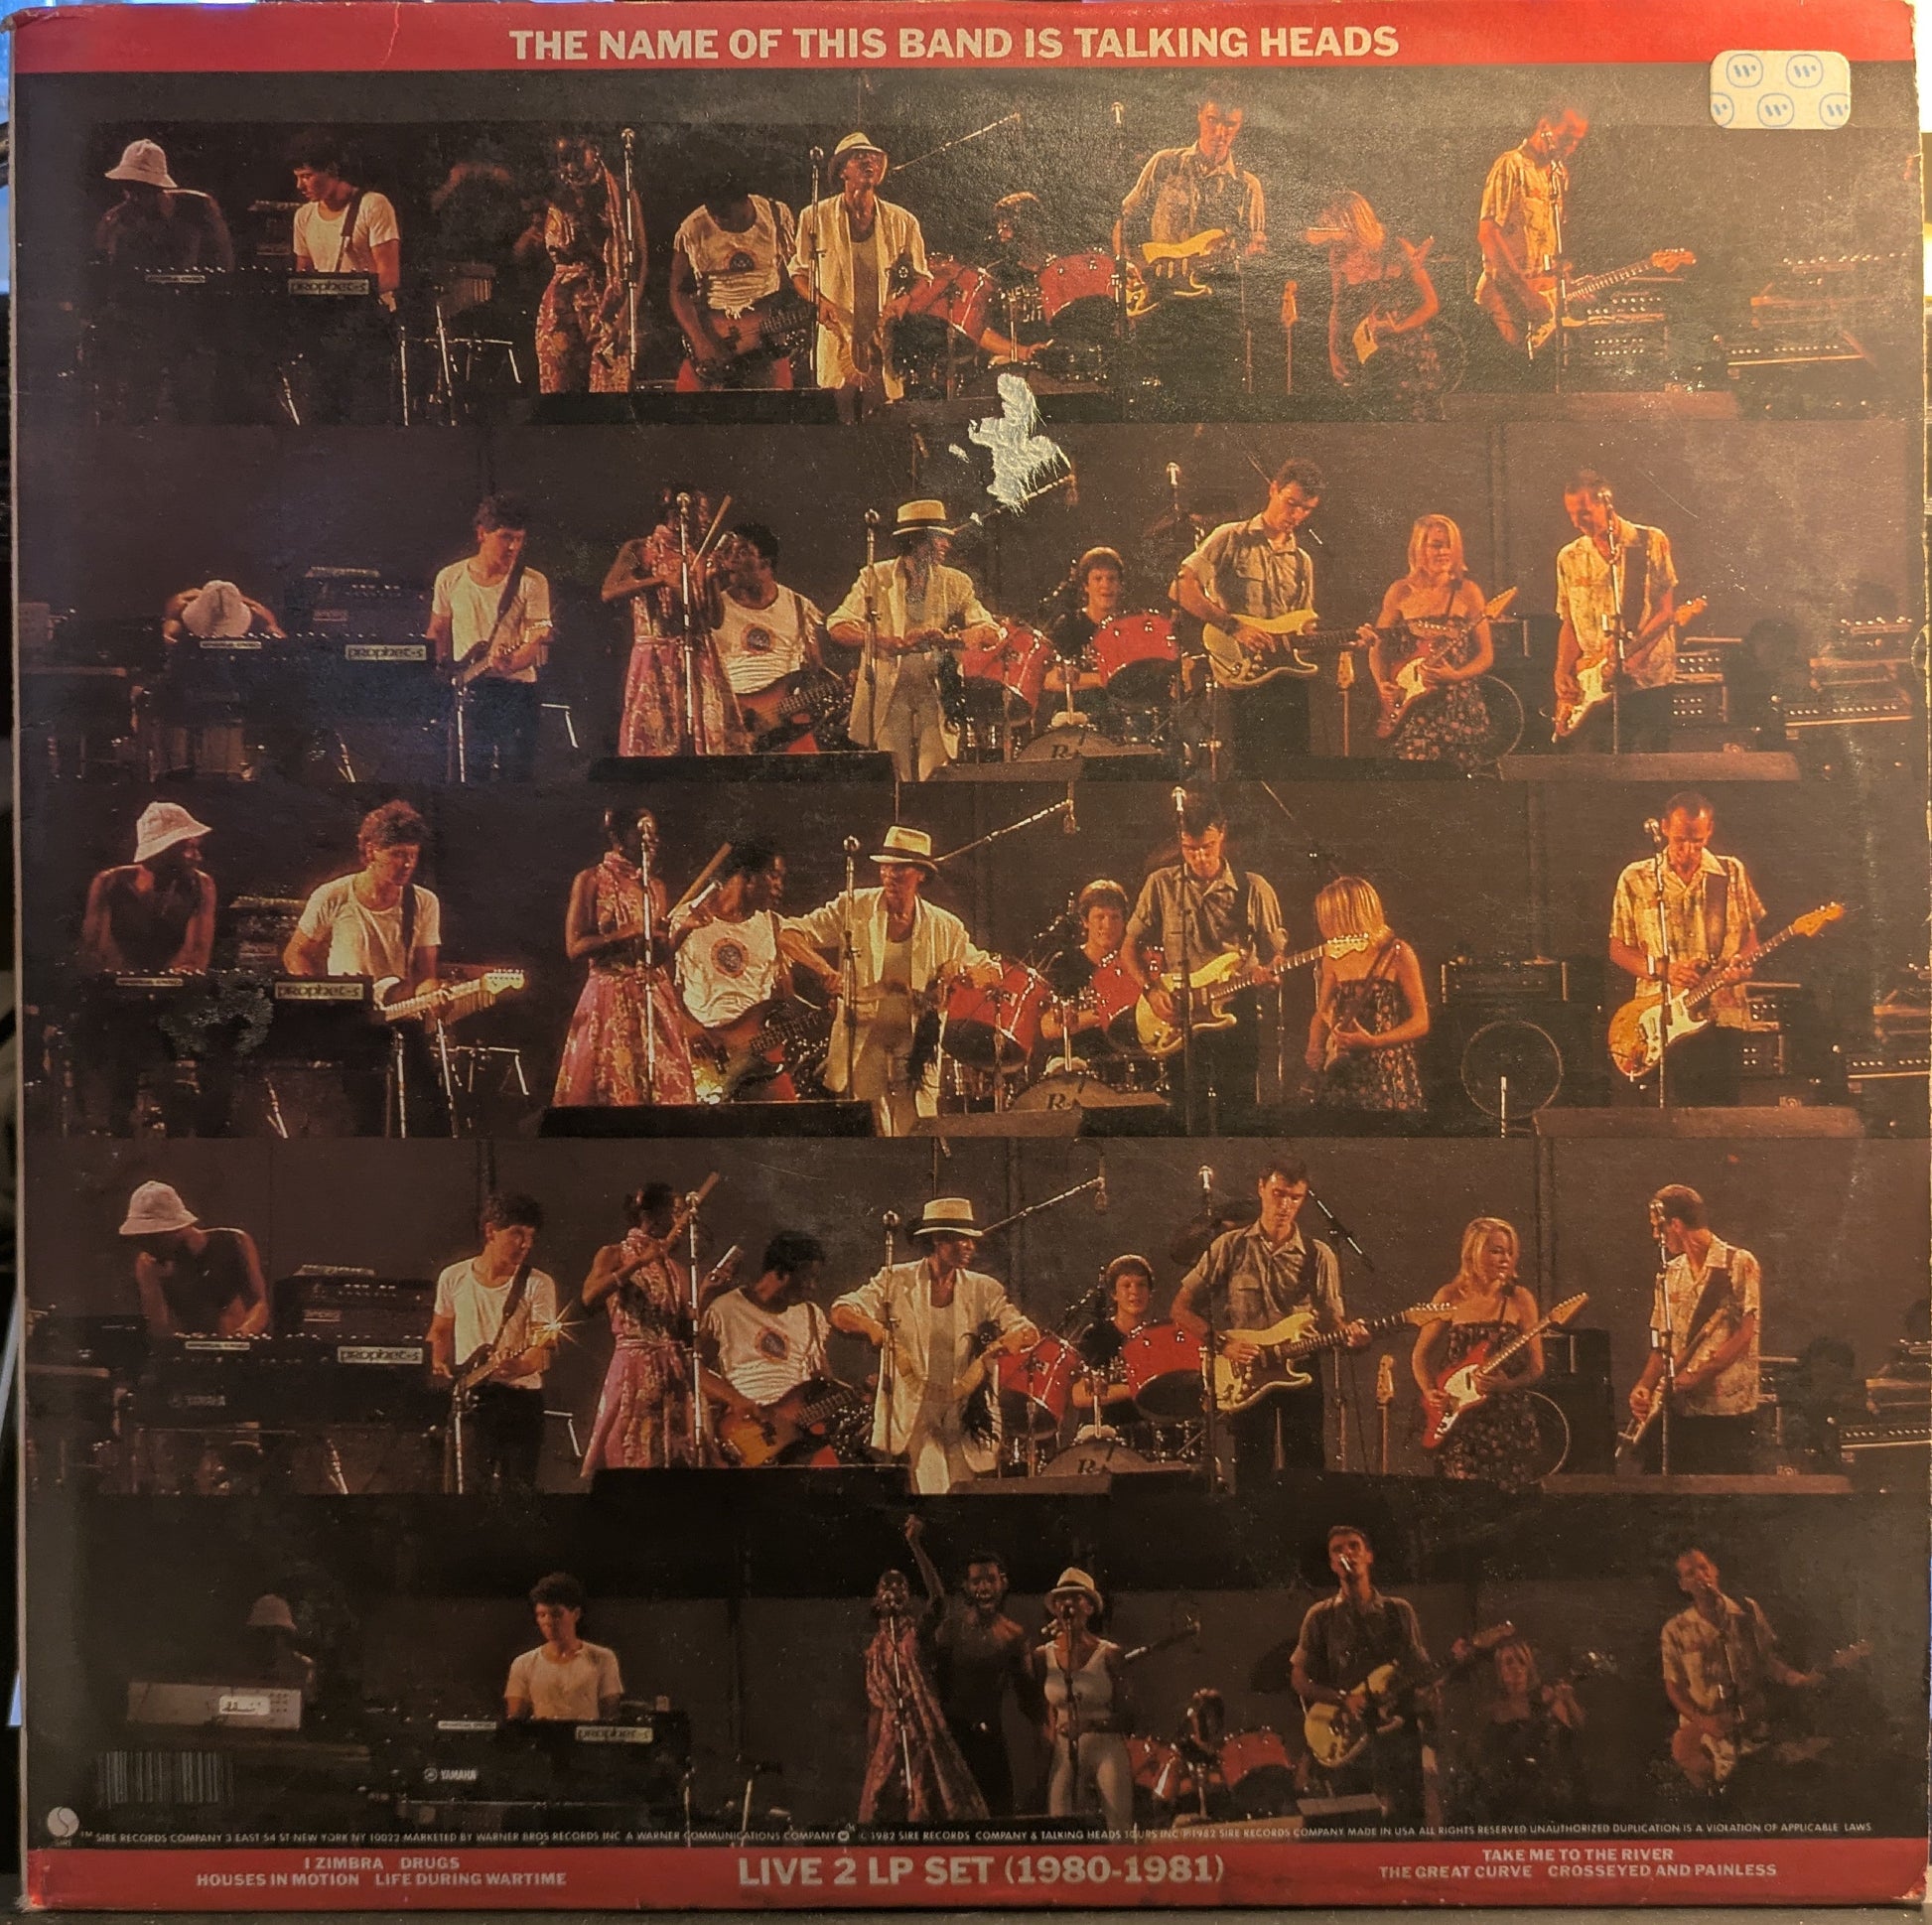 THE NAME OF THIS BAND IS TALKING HEADS
prophet-5
prophet-5
prophet-5
prophet-5
YAMAHA
prophet-5
YAMAHA
SIRE
™ SIRE RECORDS COMPANY 3 EAST 54 ST NEW YORK NY 10022 MARKETED BY WARNER BROS RECORDS INC A WARNER COMMUNICATIONS COMPANY © 1982 SIRE RECORDS COMPANY & TALKING HEADS TOURS INC ℗ 1982 SIRE RECORDS COMPANY MADE IN USA ALL RIGHTS RESERVED UNAUTHORIZED DUPLICATION IS A VIOLATION OF APPLICABLE LAWS
I ZIMBRA DRUGS
HOUSES IN MOTION LIFE DURING WARTIME
LIVE 2 LP SET (1980-1981)
TAKE ME TO THE RIVER
THE GREAT CURVE CROSSEYED AND PAINLESS